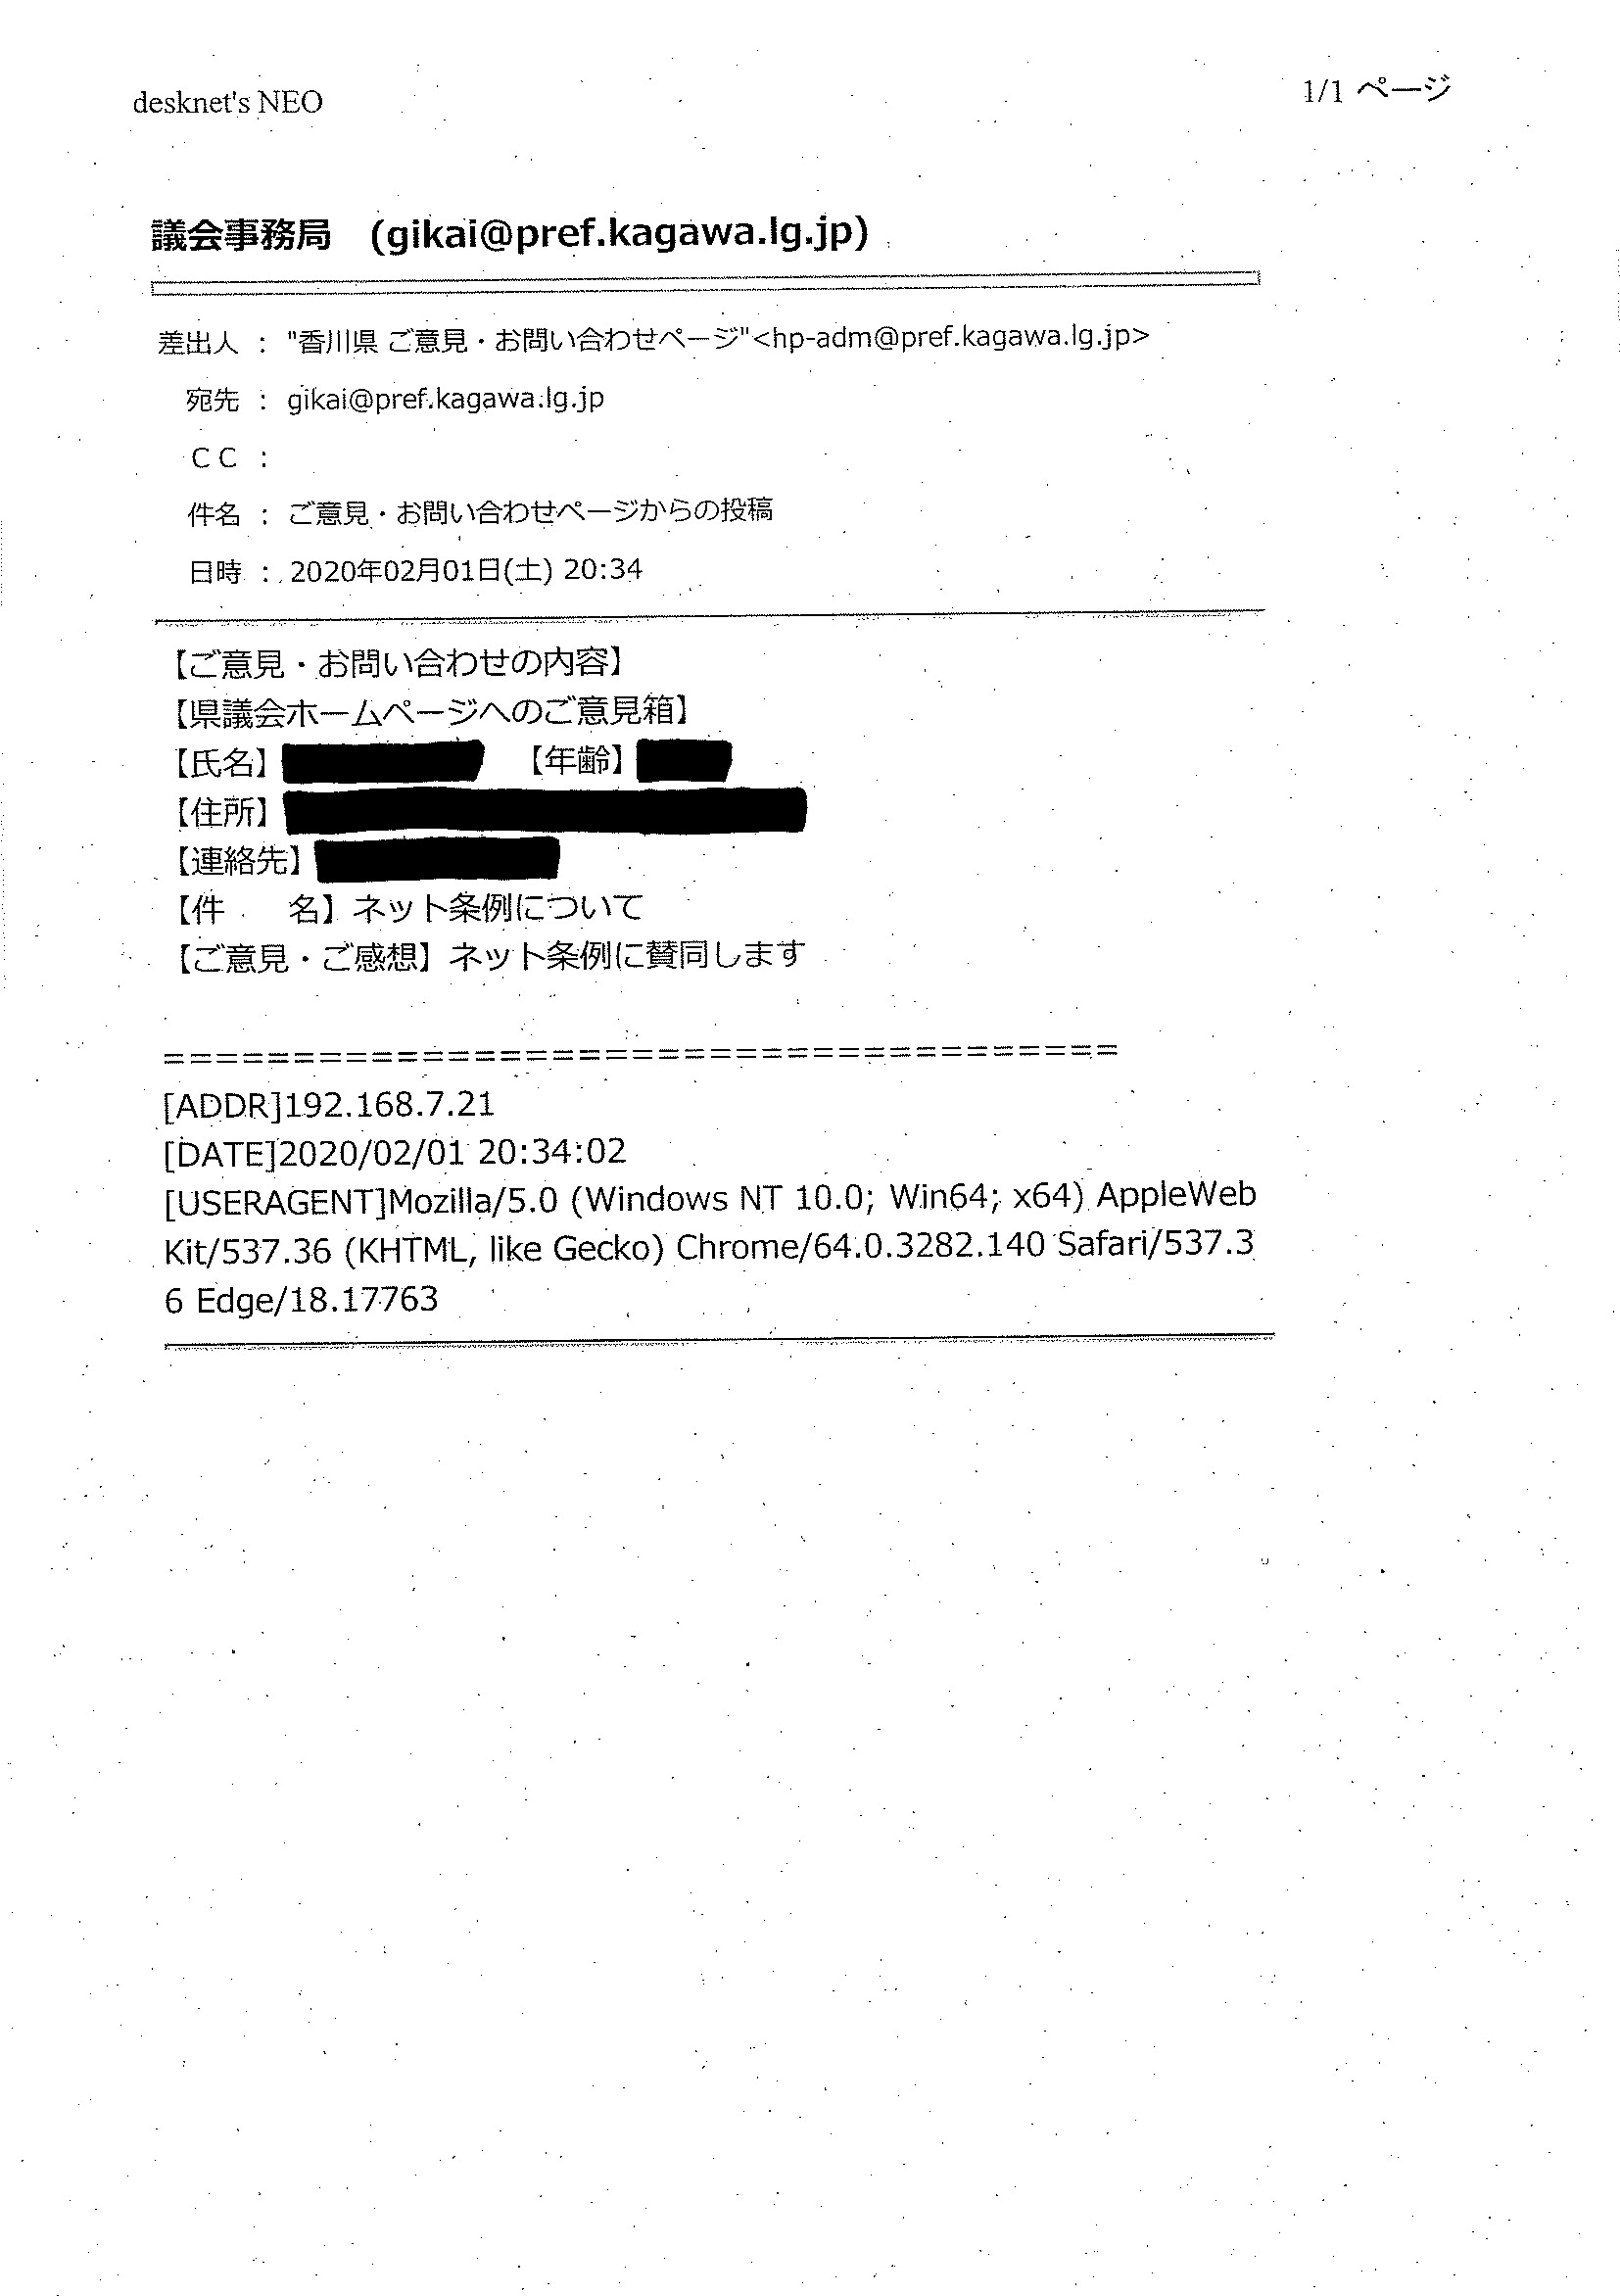 desknet's NEO
1/1 ページ
議会事務局 (gikai@pref.kagawa.lg.jp)
差出人 : "香川県 ご意見・お問い合わせページ"<hp-adm@pref.kagawa.lg.jp>
宛先 : gikai@pref.kagawa.lg.jp
ＣＣ :
件名 : ご意見・お問い合わせページからの投稿
日時 : 2020年02月01日(土) 20:34
【ご意見・お問い合わせの内容】
【県議会ホームページへのご意見箱】
【氏名】 【年齢】
【住所】
【連絡先】
【件　　名】ネット条例について
【ご意見・ご感想】ネット条例に賛同します
=====================================
[ADDR]192.168.7.21
[DATE]2020/02/01 20:34:02
[USERAGENT]Mozilla/5.0 (Windows NT 10.0; Win64; x64) AppleWeb
Kit/537.36 (KHTML, like Gecko) Chrome/64.0.3282.140 Safari/537.3
6 Edge/18.17763